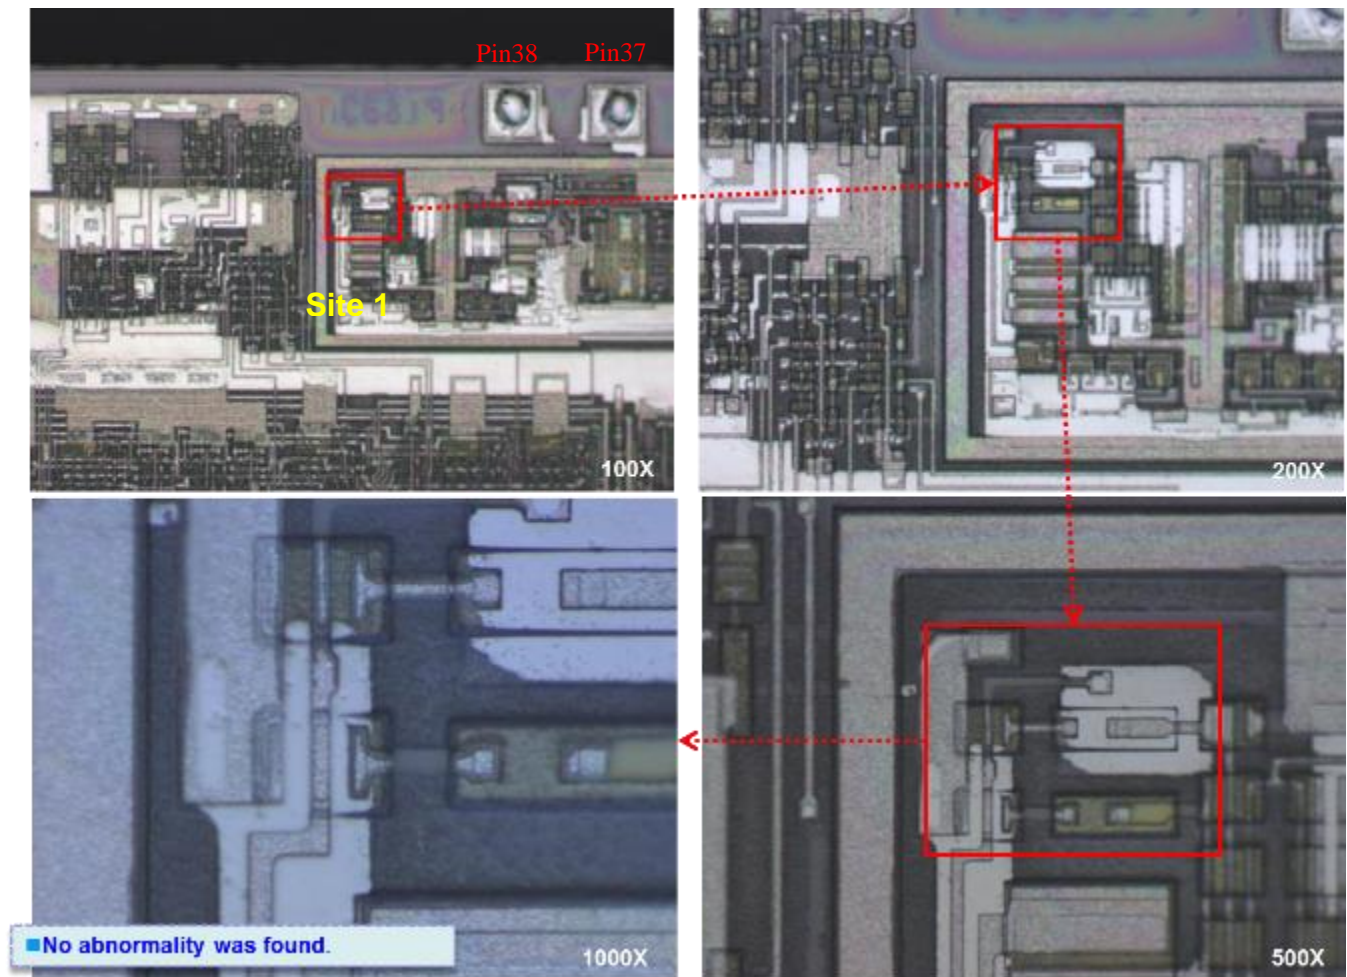 Pin38 Pin37
Site 1
100X
200X
■No abnormality was found.
1000X
500X